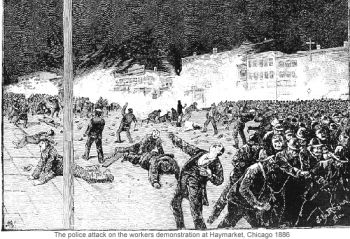 The police attack on the workers demonstration at Haymarket, Chicago 1886